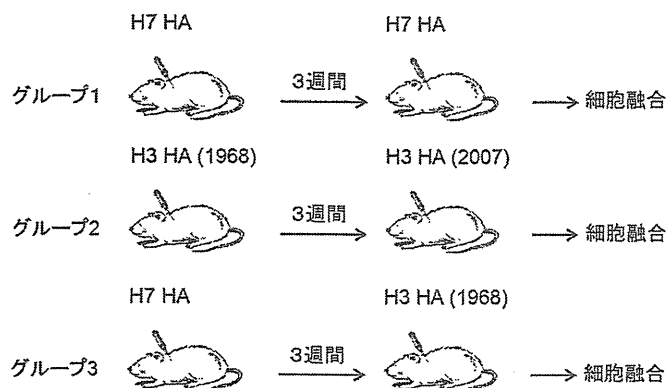 H7 HA H7 HA
グループ1 3週間 細胞融合
H3 HA (1968) H3 HA (2007)
グループ2 3週間 細胞融合
H7 HA H3 HA (1968)
グループ3 3週間 細胞融合